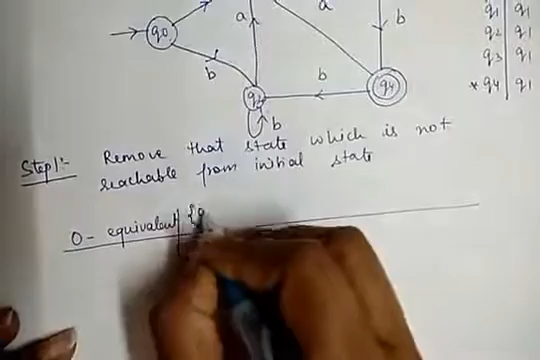 a
a
b
q0
b
b
q4
b
q1 | q1
q2 | q1
q3 | q1
*q4 | q1
Step1:- Remove that state which is not
reachable from initial state
0- equivalent {q